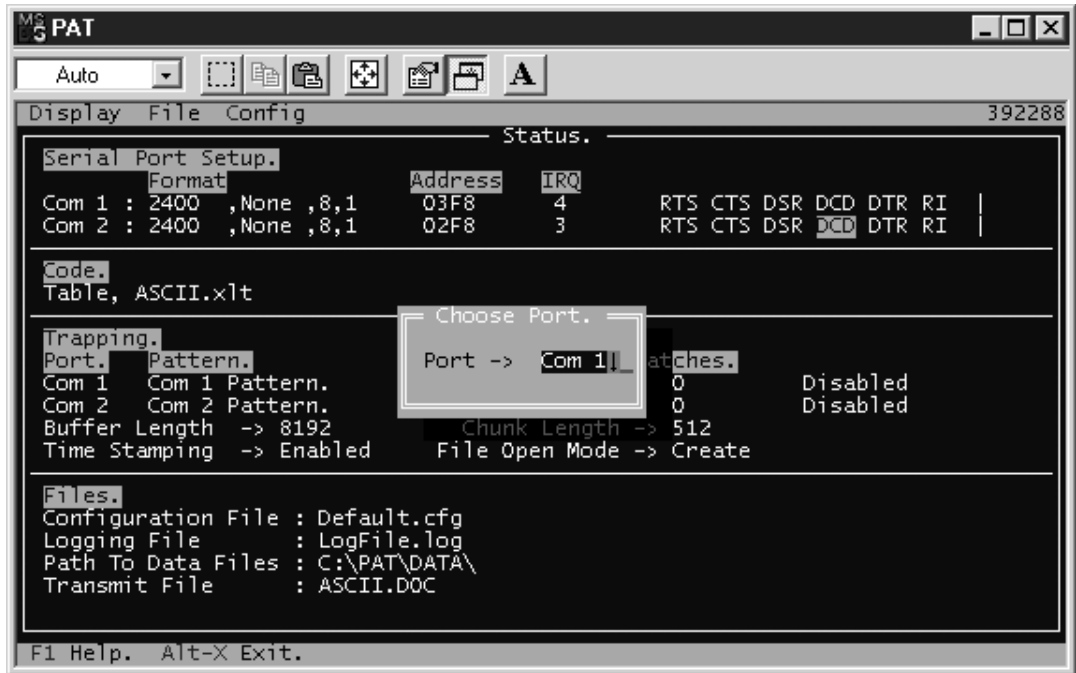 MS DOS PAT
Auto A
Display File Config 392288
Status.
Serial Port Setup.
Format Address IRQ
Com 1 : 2400 ,None ,8,1 03F8 4 RTS CTS DSR DCD DTR RI |
Com 2 : 2400 ,None ,8,1 02F8 3 RTS CTS DSR DCD DTR RI |
Code.
Table, ASCII.xlt
Choose Port.
Port -> Com 1↓_
Trapping.
Port. Pattern. atches.
Com 1 Com 1 Pattern. 0 Disabled
Com 2 Com 2 Pattern. 0 Disabled
Buffer Length -> 8192 Chunk Length -> 512
Time Stamping -> Enabled File Open Mode -> Create
Files.
Configuration File : Default.cfg
Logging File : LogFile.log
Path To Data Files : C:\PAT\DATA\
Transmit File : ASCII.DOC
F1 Help. Alt-X Exit.